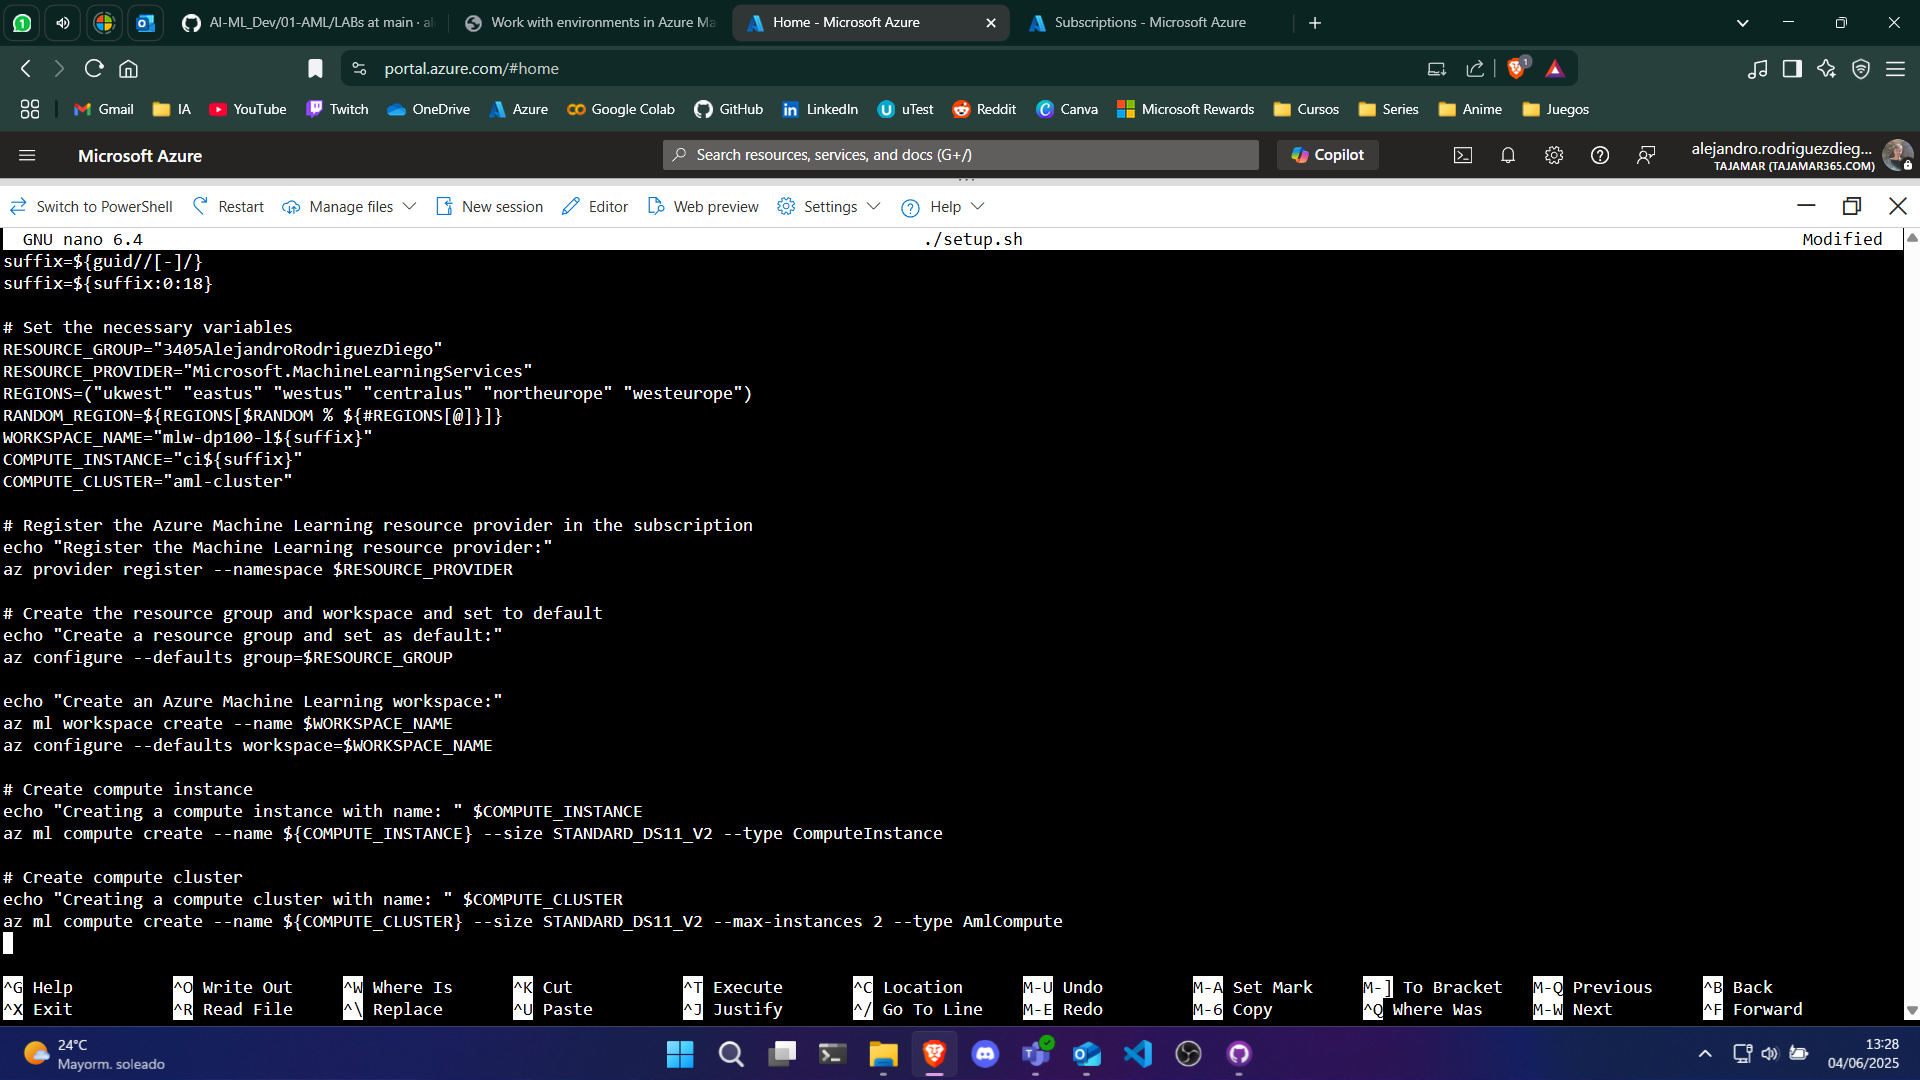 AI-ML_Dev/01-AML/LABs at main · al
Work with environments in Azure Ma
Home - Microsoft Azure
Subscriptions - Microsoft Azure
portal.azure.com/#home
1
Gmail IA YouTube Twitch OneDrive Azure Google Colab GitHub LinkedIn uTest Reddit Canva Microsoft Rewards Cursos Series Anime Juegos
Microsoft Azure
Search resources, services, and docs (G+/)
Copilot
alejandro.rodriguezdieg...
TAJAMAR (TAJAMAR365.COM)
Switch to PowerShell Restart Manage files New session Editor Web preview Settings Help
GNU nano 6.4 ./setup.sh Modified
suffix=${guid//[-]/}
suffix=${suffix:0:18}
# Set the necessary variables
RESOURCE_GROUP="3405AlejandroRodriguezDiego"
RESOURCE_PROVIDER="Microsoft.MachineLearningServices"
REGIONS=("ukwest" "eastus" "westus" "centralus" "northeurope" "westeurope")
RANDOM_REGION=${REGIONS[$RANDOM % ${#REGIONS[@]}]}
WORKSPACE_NAME="mlw-dp100-l${suffix}"
COMPUTE_INSTANCE="ci${suffix}"
COMPUTE_CLUSTER="aml-cluster"
# Register the Azure Machine Learning resource provider in the subscription
echo "Register the Machine Learning resource provider:"
az provider register --namespace $RESOURCE_PROVIDER
# Create the resource group and workspace and set to default
echo "Create a resource group and set as default:"
az configure --defaults group=$RESOURCE_GROUP
echo "Create an Azure Machine Learning workspace:"
az ml workspace create --name $WORKSPACE_NAME
az configure --defaults workspace=$WORKSPACE_NAME
# Create compute instance
echo "Creating a compute instance with name: " $COMPUTE_INSTANCE
az ml compute create --name ${COMPUTE_INSTANCE} --size STANDARD_DS11_V2 --type ComputeInstance
# Create compute cluster
echo "Creating a compute cluster with name: " $COMPUTE_CLUSTER
az ml compute create --name ${COMPUTE_CLUSTER} --size STANDARD_DS11_V2 --max-instances 2 --type AmlCompute
^G Help ^O Write Out ^W Where Is ^K Cut ^T Execute ^C Location M-U Undo M-A Set Mark M-] To Bracket M-Q Previous ^B Back
^X Exit ^R Read File ^\ Replace ^U Paste ^J Justify ^/ Go To Line M-E Redo M-6 Copy ^Q Where Was M-W Next ^F Forward
24°C
Mayorm. soleado
13:28
04/06/2025